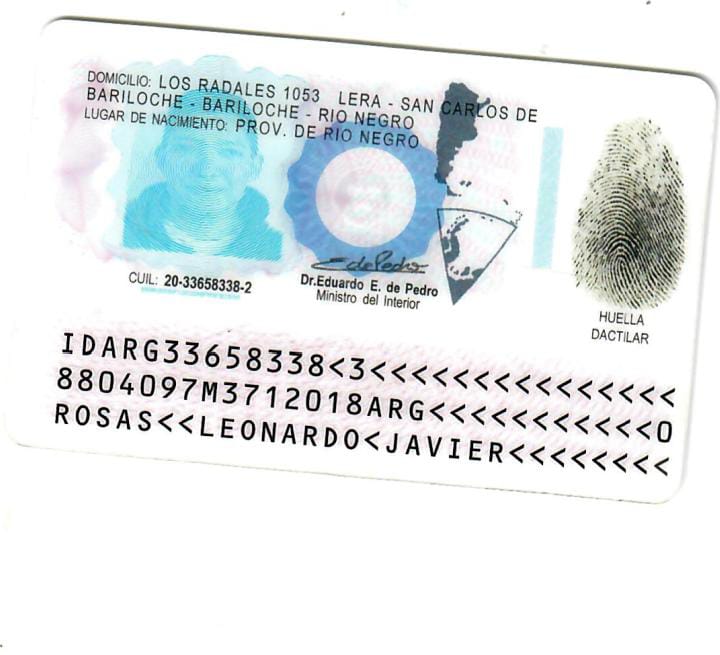 DOMICILIO: LOS RADALES 1053 LERA - SAN CARLOS DE
BARILOCHE - BARILOCHE - RIO NEGRO
LUGAR DE NACIMIENTO: PROV. DE RIO NEGRO
CUIL: 20-33658338-2
Dr.Eduardo E. de Pedro
Ministro del Interior
HUELLA
DACTILAR
IDARG33658338<3<<<<<<<<<<<<<<<
8804097M3712018ARG<<<<<<<<<<<0
ROSAS<<LEONARDO<JAVIER<<<<<<<<